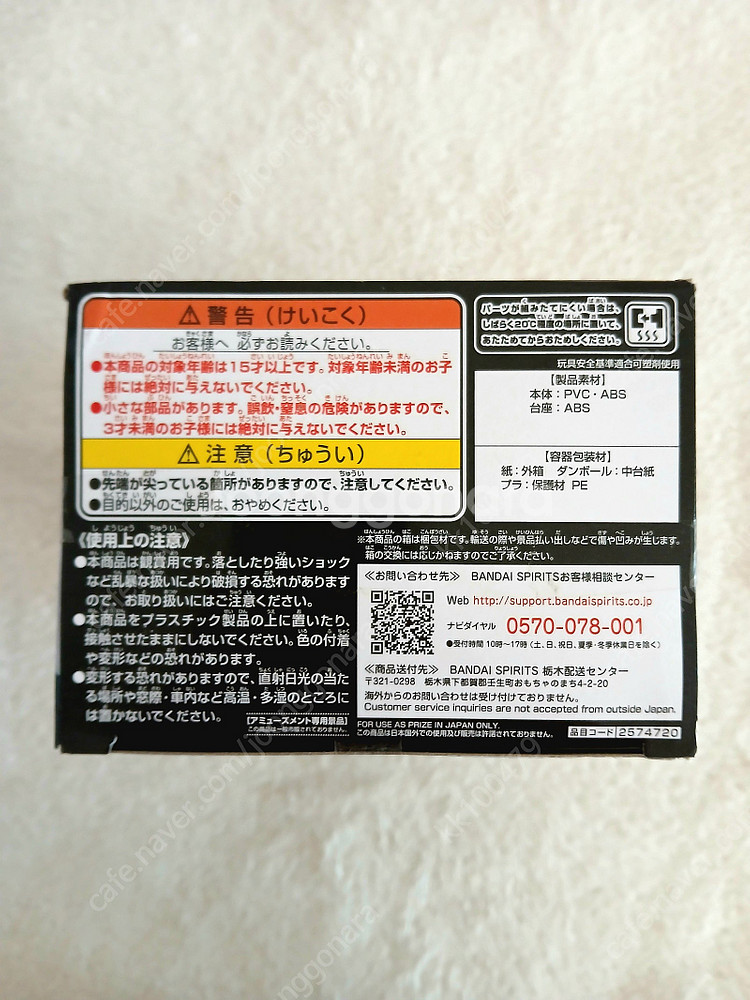 ⚠警告(けいこく)
お客様へ 必ずお読みください。
●本商品の対象年齢は15才以上です。対象年齢未満のお子
様には絶対に与えないでください。
●小さな部品があります。誤飲・窒息の危険がありますので、
3才未満のお子様には絶対に与えないでください。
⚠注意(ちゅうい)
●先端が尖っている箇所がありますので、注意してください。
●目的以外のご使用は、おやめください。
《使用上の注意》
●本商品は観賞用です。落としたり強いショック
など乱暴な扱いにより破損する恐れがあります
ので、お取り扱いにはご注意ください。
●本商品をプラスチック製品の上に置いたり、
接触させたままにしないでください。色の付着
や変形などの恐れがあります。
●変形する恐れがありますので、直射日光の当た
る場所や窓際・車内など高温・多湿のところに
は置かないでください。
【アミューズメント専用景品】
この商品は一般市販されておりません。
パーツが組みたてにくい場合は、
しばらく20℃程度の場所に置いて、
あたためてからおためしください。
玩具安全基準適合可塑剤使用
【製品素材】
本体：PVC・ABS
台座：ABS
【容器包装材】
紙：外箱 ダンボール：中台紙
プラ：保護材 PE
※本商品の箱は梱包材です。輸送の際や景品払い出しなどで傷や凹みが生じます。
箱の交換には応じかねますのでご了承ください。
≪お問い合わせ先≫ BANDAI SPIRITSお客様相談センター
Web http://support.bandaispirits.co.jp
ナビダイヤル 0570-078-001
●受付時間 10時～17時(土、日、祝日、夏季・冬季休業日を除く)
≪商品送付先≫ BANDAI SPIRITS 栃木配送センター
〒321-0298 栃木県下都賀郡壬生町おもちゃのまち4-2-20
海外からのお問い合わせは受け付けておりません。
Customer service inquiries are not accepted from outside Japan.
FOR USE AS PRIZE IN JAPAN ONLY.
この商品は日本国外での使用及び販売は許諾されておりません。
品目コード 2574720